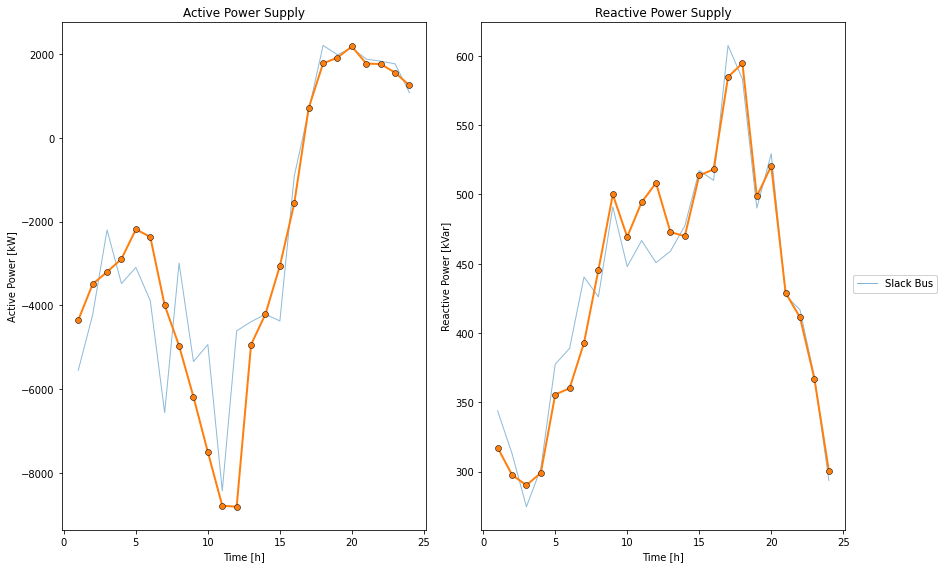 Active Power Supply
Active Power [kW]
2000
0
−2000
−4000
−6000
−8000
0 5 10 15 20 25
Time [h]
Reactive Power Supply
Reactive Power [kVar]
600
550
500
450
400
350
300
0 5 10 15 20 25
Time [h]
Slack Bus